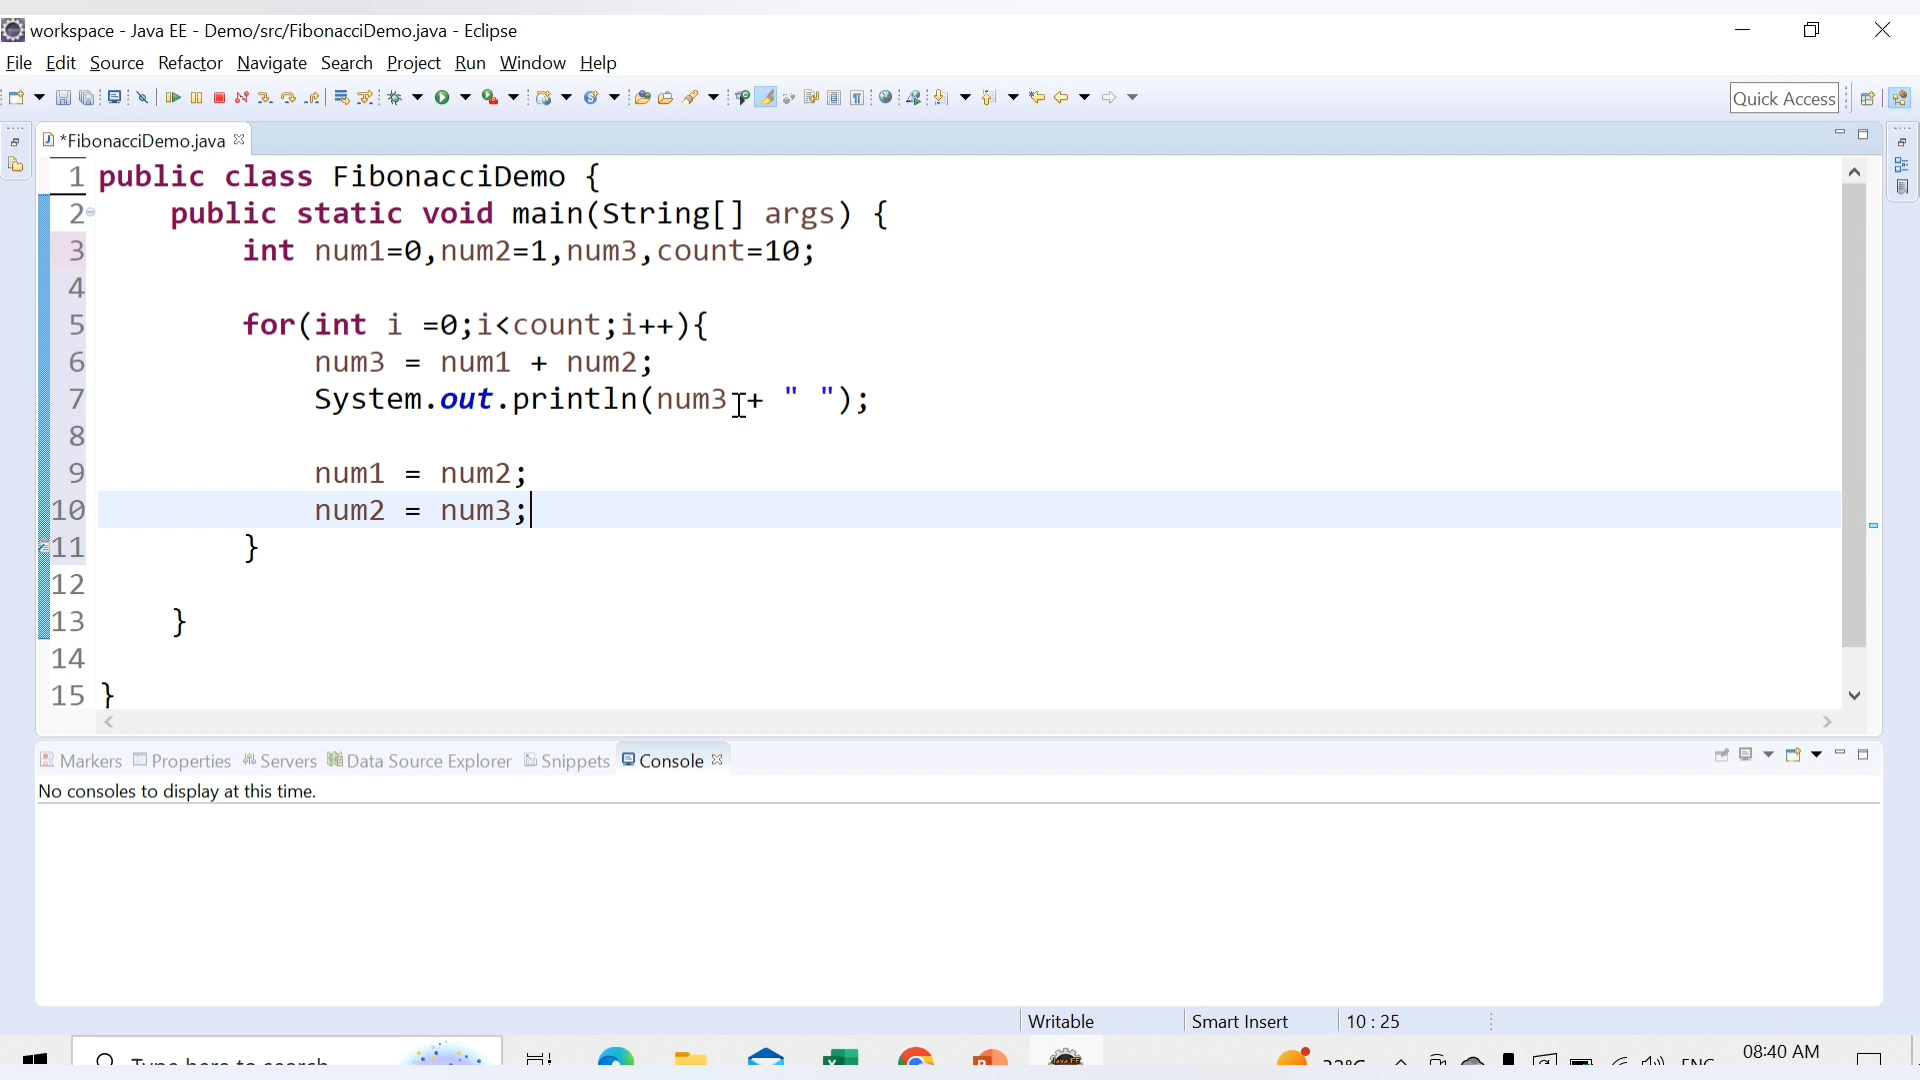 workspace - Java EE - Demo/src/FibonacciDemo.java - Eclipse
File Edit Source Refactor Navigate Search Project Run Window Help
Quick Access
*FibonacciDemo.java
1 public class FibonacciDemo {
2 public static void main(String[] args) {
3 int num1=0,num2=1,num3,count=10;
4
5 for(int i =0;i<count;i++){
6 num3 = num1 + num2;
7 System.out.println(num3 + " ");
8
9 num1 = num2;
10 num2 = num3;
11 }
12
13 }
14
15 }
Markers Properties Servers Data Source Explorer Snippets Console
No consoles to display at this time.
Writable Smart Insert 10 : 25
Type here to search 08:40 AM